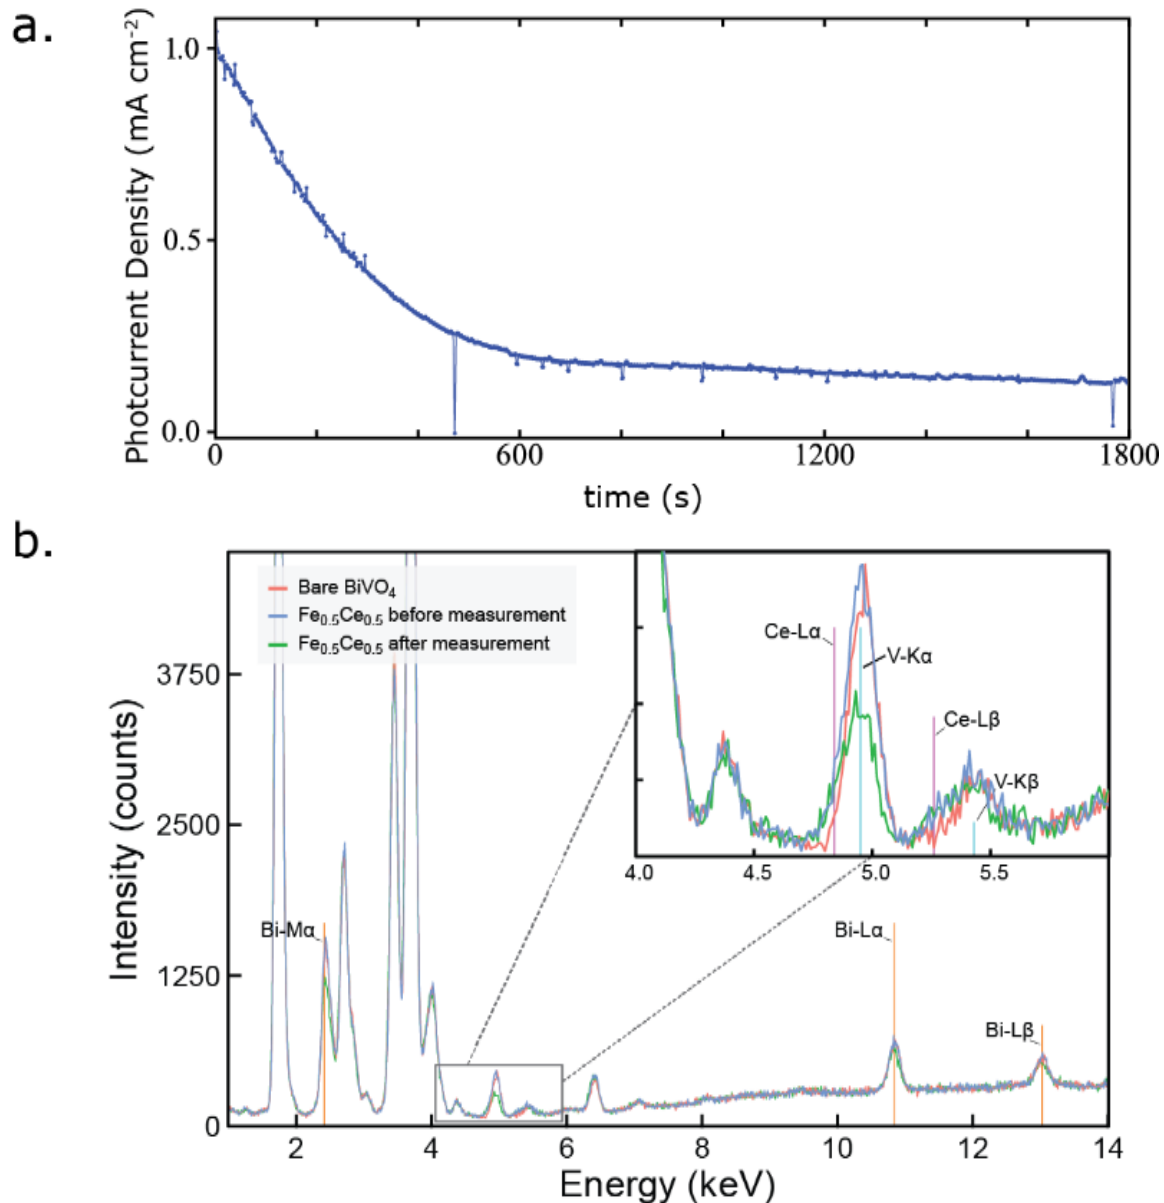 a.
Photocurrent Density (mA cm⁻²)
1.0
0.5
0.0
0
600
1200
1800
time (s)
b.
Intensity (counts)
3750
2500
1250
0
Bare BiVO₄
Fe₀.₅Ce₀.₅ before measurement
Fe₀.₅Ce₀.₅ after measurement
Ce-Lα
V-Kα
Ce-Lβ
V-Kβ
4.0
4.5
5.0
5.5
Bi-Mα
Bi-Lα
Bi-Lβ
2
4
6
8
10
12
14
Energy (keV)